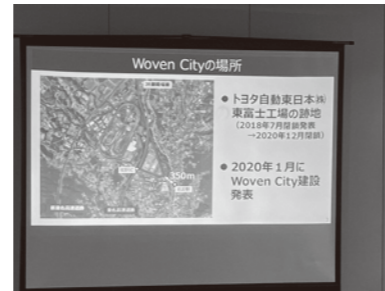 Woven Cityの場所
● トヨタ自動車東日本㈱
東富士工場の跡地
(2018年7月閉鎖発表
→2020年12月閉鎖)
● 2020年1月に
Woven City建設
発表
350m